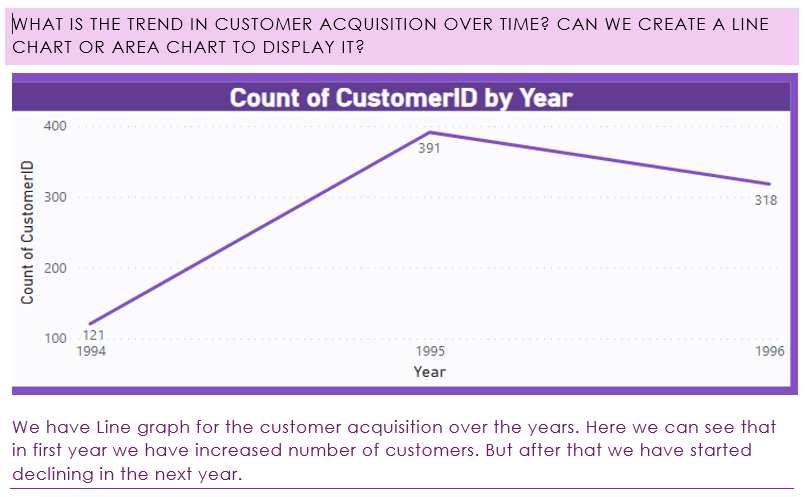 WHAT IS THE TREND IN CUSTOMER ACQUISITION OVER TIME? CAN WE CREATE A LINE
CHART OR AREA CHART TO DISPLAY IT?
Count of CustomerID by Year
400
300
200
100
Count of CustomerID
121
391
318
1994
1995
1996
Year
We have Line graph for the customer acquisition over the years. Here we can see that
in first year we have increased number of customers. But after that we have started
declining in the next year.